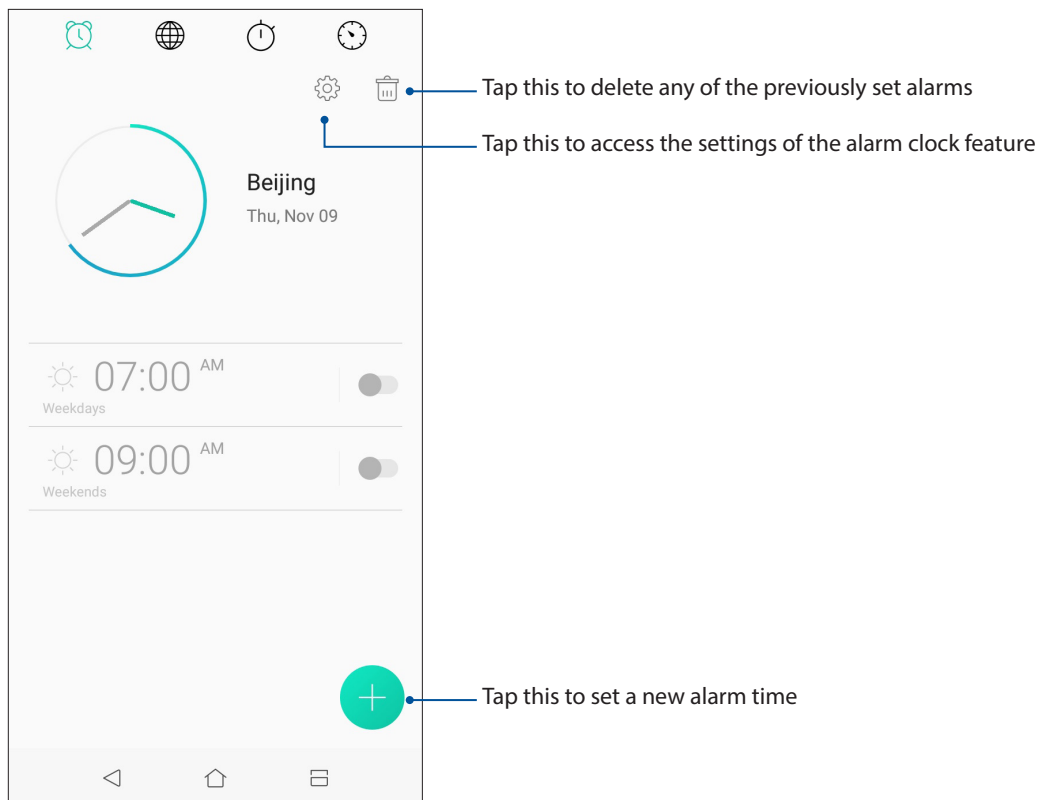 Tap this to delete any of the previously set alarms
Tap this to access the settings of the alarm clock feature
Beijing
Thu, Nov 09
07:00 AM
Weekdays
09:00 AM
Weekends
Tap this to set a new alarm time